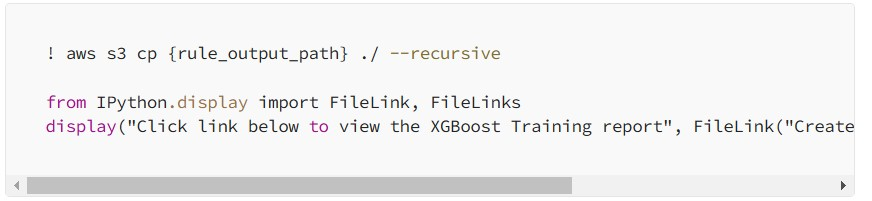 ! aws s3 cp {rule_output_path} ./ --recursive
from IPython.display import FileLink, FileLinks
display("Click link below to view the XGBoost Training report", FileLink("Create